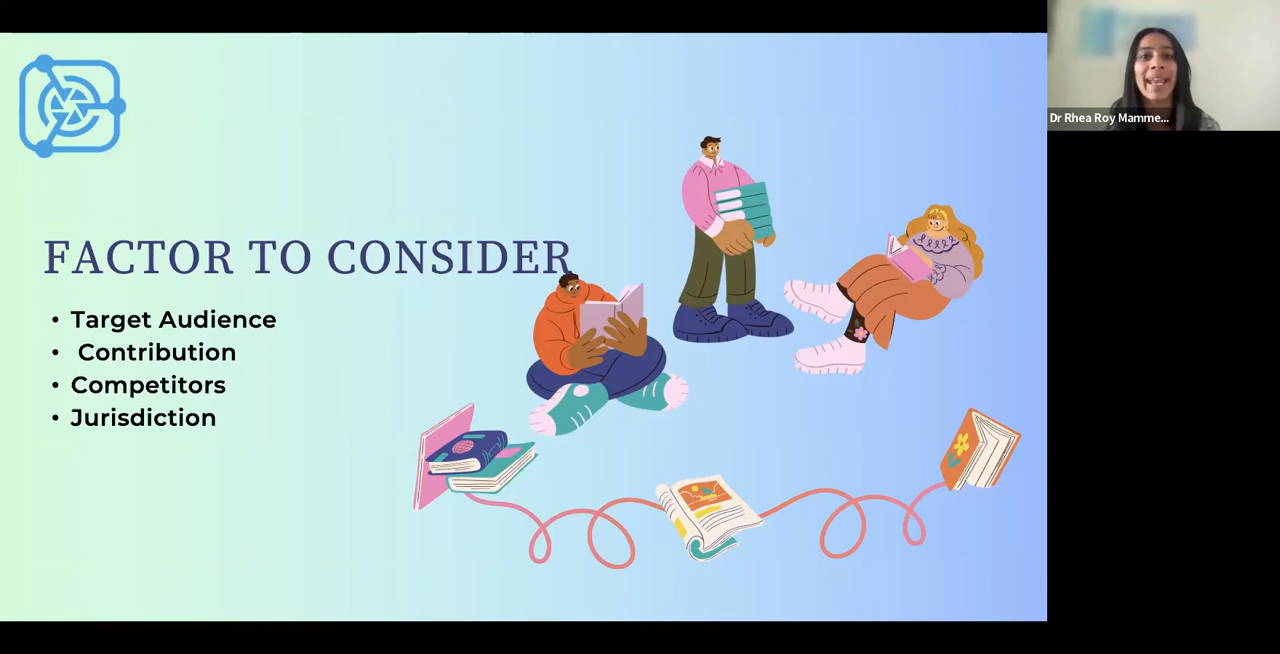 FACTOR TO CONSIDER
• Target Audience
• Contribution
• Competitors
• Jurisdiction
Dr Rhea Roy Mamme...